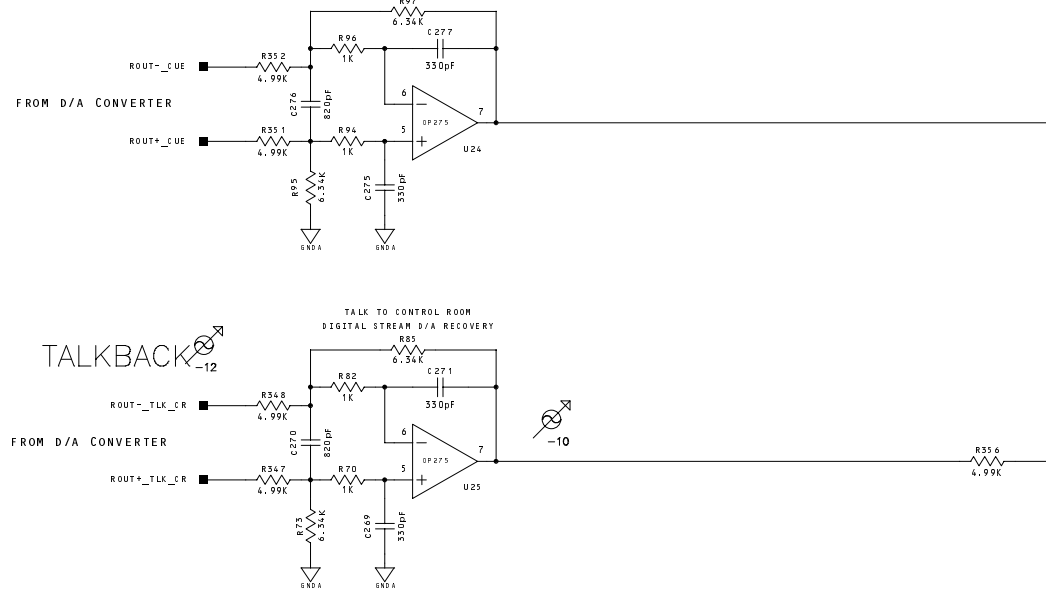 R97
6.34K
C277
R96
1K
330pF
R352
ROUT-_CUE
4.99K
C276
820pF
6
7
FROM D/A CONVERTER
OP275
R351
R94
5
ROUT+_CUE
4.99K
1K
U24
R95
6.34K
C275
330pF
GNDA
GNDA
TALK TO CONTROL ROOM
DIGITAL STREAM D/A RECOVERY
R85
6.34K
TALKBACK
-12
R82
C271
1K
330pF
R348
ROUT-_TLK_CR
4.99K
-10
C270
820pF
6
7
FROM D/A CONVERTER
OP275
R356
4.99K
R347
R70
5
ROUT+_TLK_CR
4.99K
1K
U25
R73
6.34K
C269
330pF
GNDA
GNDA